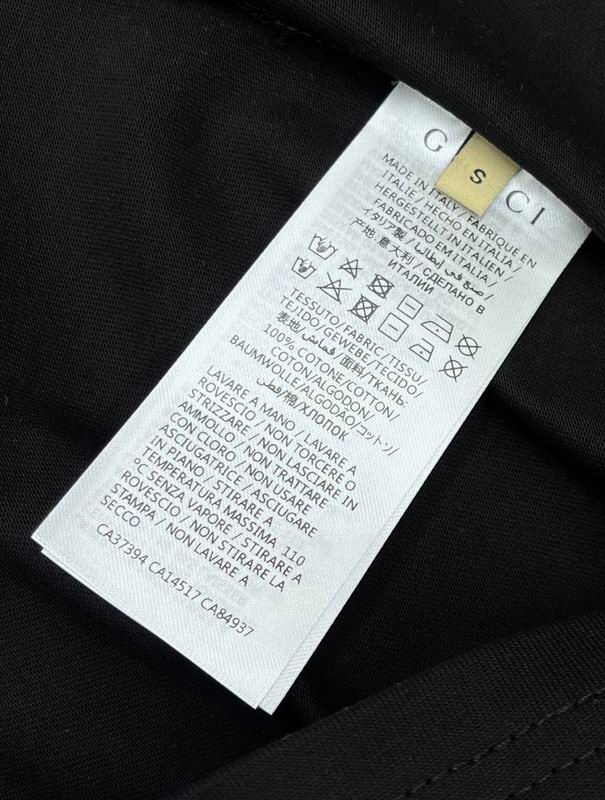 G CCI
S
MADE IN ITALY / FABRIQUÉ EN
ITALIE / HECHO EN ITALIA /
HERGESTELLT IN ITALIEN /
FABRICADO EM ITALIA /
イタリア製 / صنع في إيطاليا /
产地: 意大利 / СДЕЛАНО В
ИТАЛИИ
TESSUTO/FABRIC/TISSU/
TEJIDO/GEWEBE/TECIDO/
表地/قماش/面料/ТКАНЬ:
100% COTONE/COTTON/
COTON/ALGODON/
BAUMWOLLE/ALGODÃO/コットン/
قطن/棉/ХЛОПОК
LAVARE A MANO / LAVARE A
ROVESCIO / NON TORCERE O
STRIZZARE / NON LASCIARE IN
AMMOLLO / NON TRATTARE
CON CLORO / NON USARE
ASCIUGATRICE / ASCIUGARE
IN PIANO / STIRARE A
TEMPERATURA MASSIMA 110
°C SENZA VAPORE / STIRARE A
ROVESCIO / NON STIRARE LA
STAMPA / NON LAVARE A
SECCO
CA37394 CA14517 CA84937